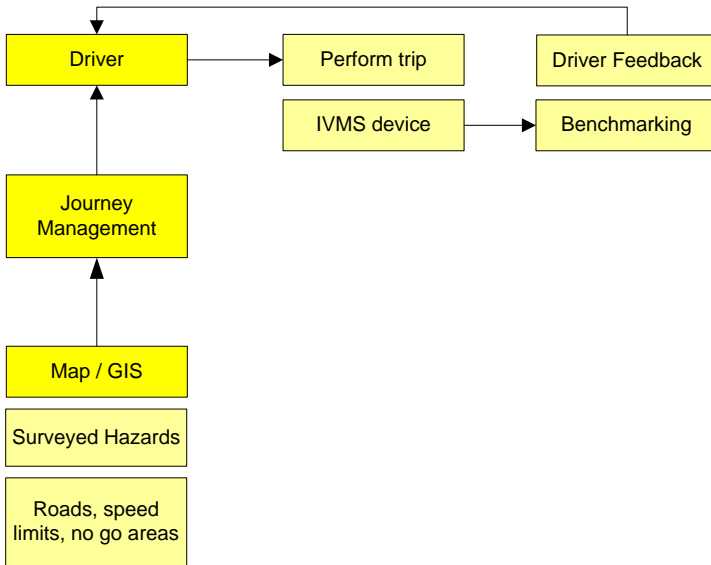 Driver
Perform trip
Driver Feedback
IVMS device
Benchmarking
Journey
Management
Map / GIS
Surveyed Hazards
Roads, speed
limits, no go areas